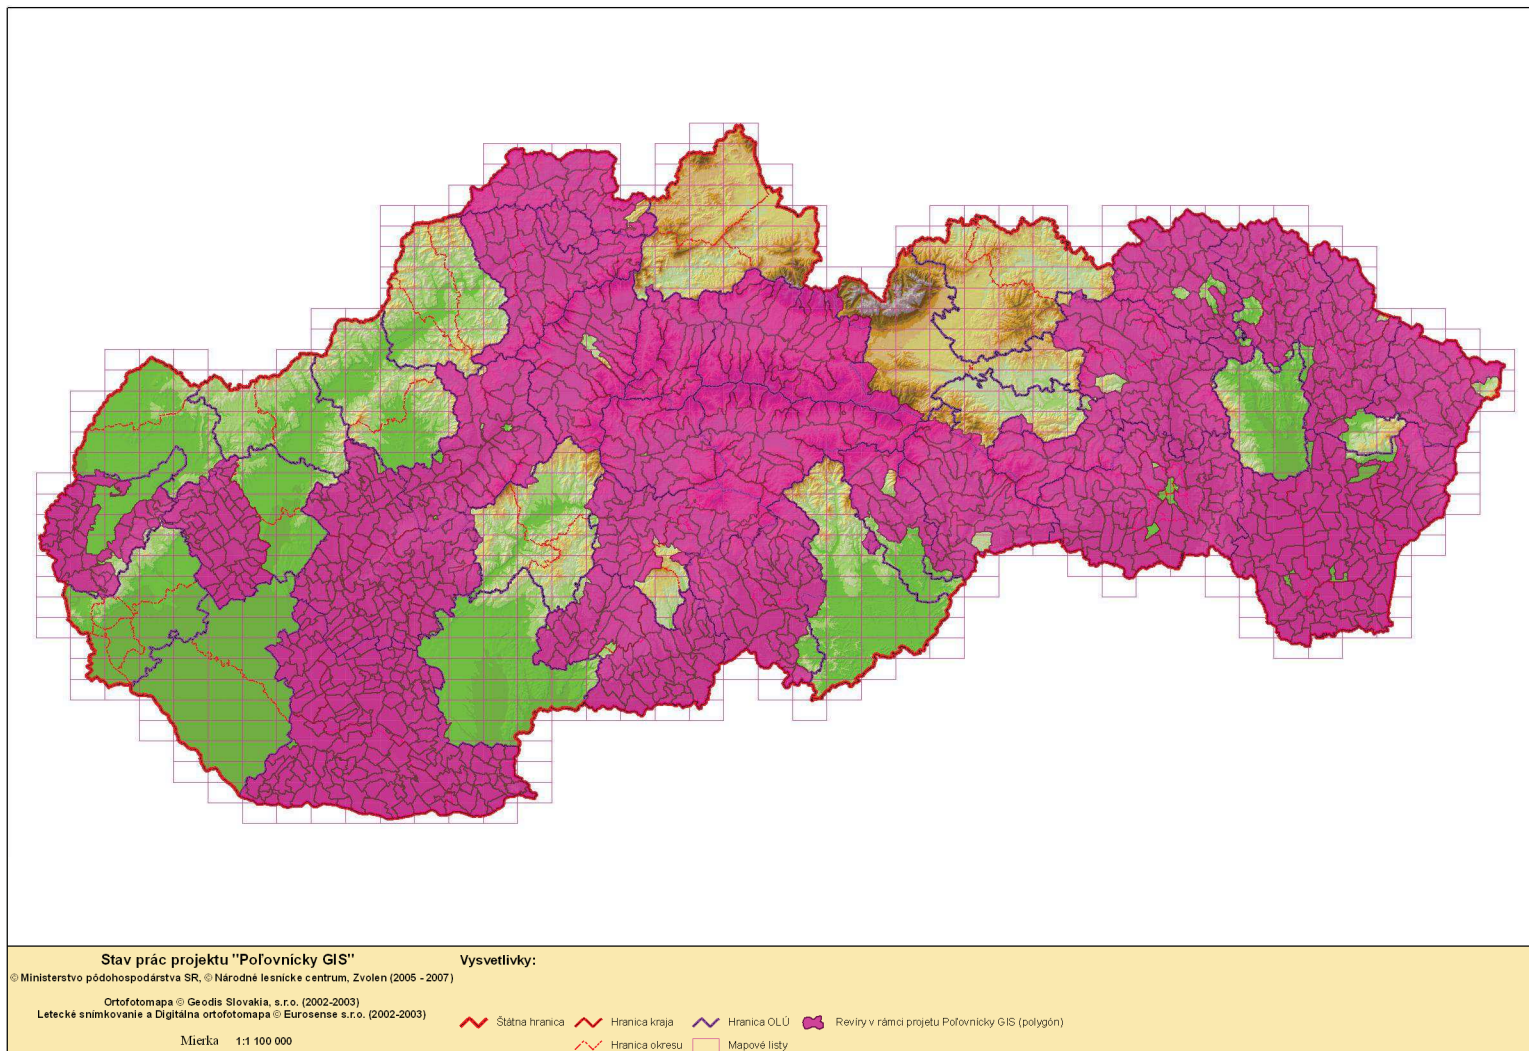 Stav prác projektu "Poľovnícky GIS"
© Ministerstvo pôdohospodárstva SR, © Národné lesnícke centrum, Zvolen (2005 - 2007)
Ortofotomapa © Geodis Slovakia, s.r.o. (2002-2003)
Letecké snímkovanie a Digitálna ortofotomapa © Eurosense s.r.o. (2002-2003)
Mierka 1:1 100 000
Vysvetlivky:
Štátna hranica
Hranica kraja
Hranica OLÚ
Revíry v rámci projetu Poľovnícky GIS (polygón)
Hranica okresu
Mapové listy